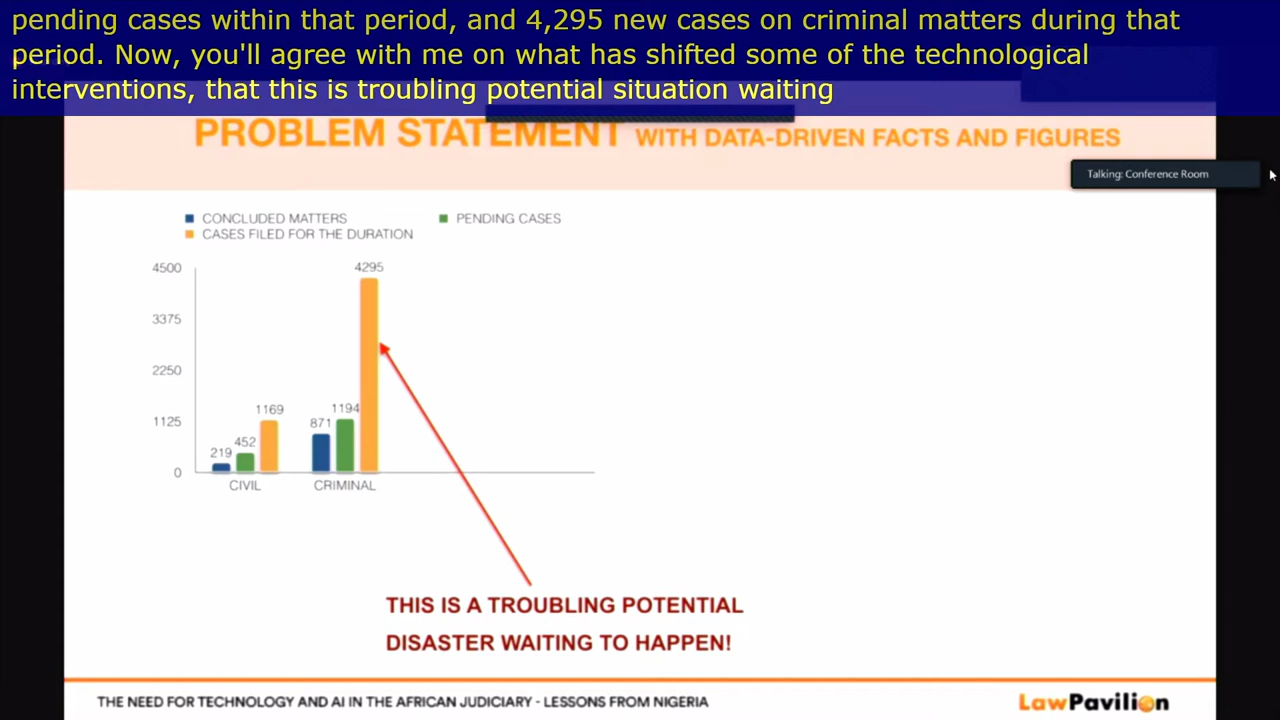 pending cases within that period, and 4,295 new cases on criminal matters during that
period. Now, you'll agree with me on what has shifted some of the technological
interventions, that this is troubling potential situation waiting
PROBLEM STATEMENT WITH DATA-DRIVEN FACTS AND FIGURES
Talking: Conference Room
CONCLUDED MATTERS
PENDING CASES
CASES FILED FOR THE DURATION
4500
3375
2250
1125
0
219
452
1169
871
1194
4295
CIVIL
CRIMINAL
THIS IS A TROUBLING POTENTIAL
DISASTER WAITING TO HAPPEN!
THE NEED FOR TECHNOLOGY AND AI IN THE AFRICAN JUDICIARY - LESSONS FROM NIGERIA
LawPavilion